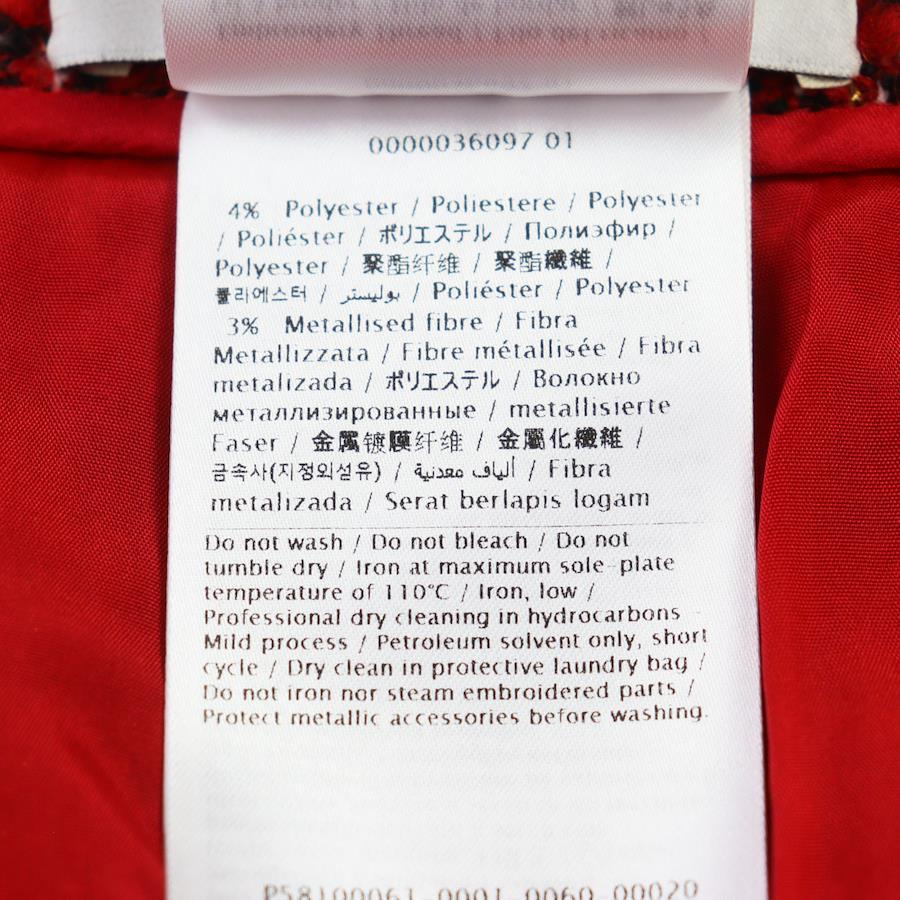 0000036097 01
4% Polyester / Poliestere / Polyester
/ Poliéster / ポリエステル / Полиэфир /
Polyester / 聚酯纤维 / 聚酯纖維 /
폴리에스터 / بوليستر / Poliéster / Polyester
3% Metallised fibre / Fibra
Metallizzata / Fibre métallisée / Fibra
metalizada / ポリエステル / Волокно
металлизированные / metallisierte
Faser / 金属镀膜纤维 / 金屬化纖維 /
금속사(지정외섬유) / ألياف معدنية / Fibra
metalizada / Serat berlapis logam
Do not wash / Do not bleach / Do not
tumble dry / Iron at maximum sole-plate
temperature of 110°C / Iron, low /
Professional dry cleaning in hydrocarbons
Mild process / Petroleum solvent only, short
cycle / Dry clean in protective laundry bag /
Do not iron nor steam embroidered parts /
Protect metallic accessories before washing.
P58100061-0001-0060-00020